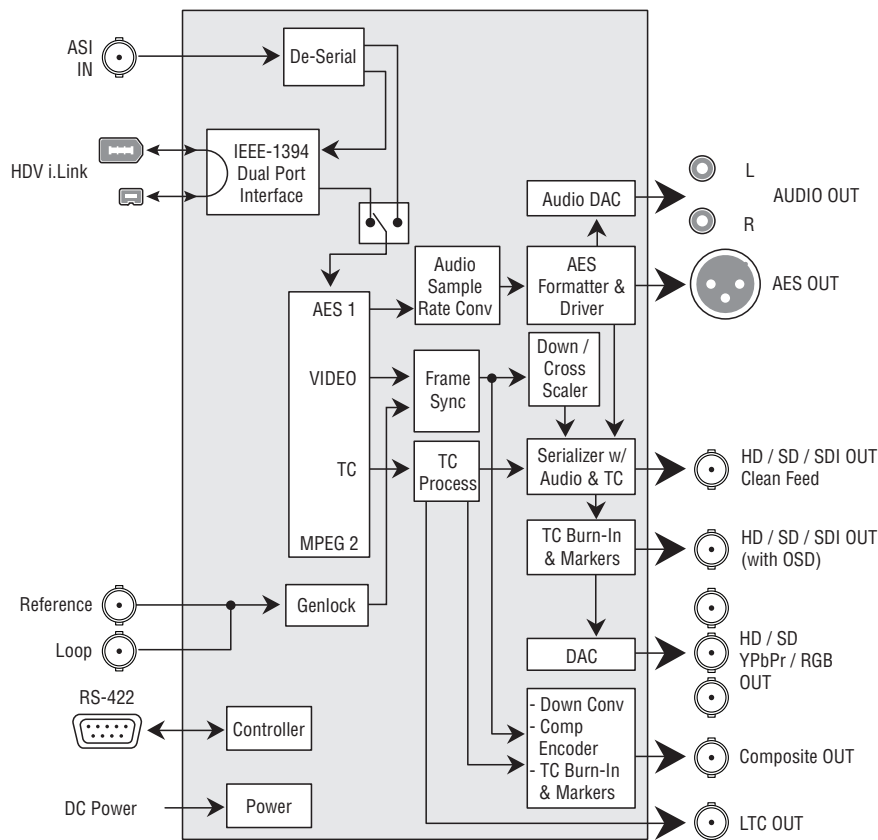 ASI
IN
De-Serial
HDV i.Link
IEEE-1394
Dual Port
Interface
Audio DAC
L
R
AUDIO OUT
AES 1
VIDEO
TC
MPEG 2
Audio
Sample
Rate Conv
AES
Formatter &
Driver
AES OUT
Frame
Sync
Down /
Cross
Scaler
TC
Process
Serializer w/
Audio & TC
HD / SD / SDI OUT
Clean Feed
TC Burn-In
& Markers
HD / SD / SDI OUT
(with OSD)
Reference
Loop
Genlock
DAC
HD / SD
YPbPr / RGB
OUT
RS-422
Controller
- Down Conv
- Comp
Encoder
- TC Burn-In
& Markers
Composite OUT
DC Power
Power
LTC OUT